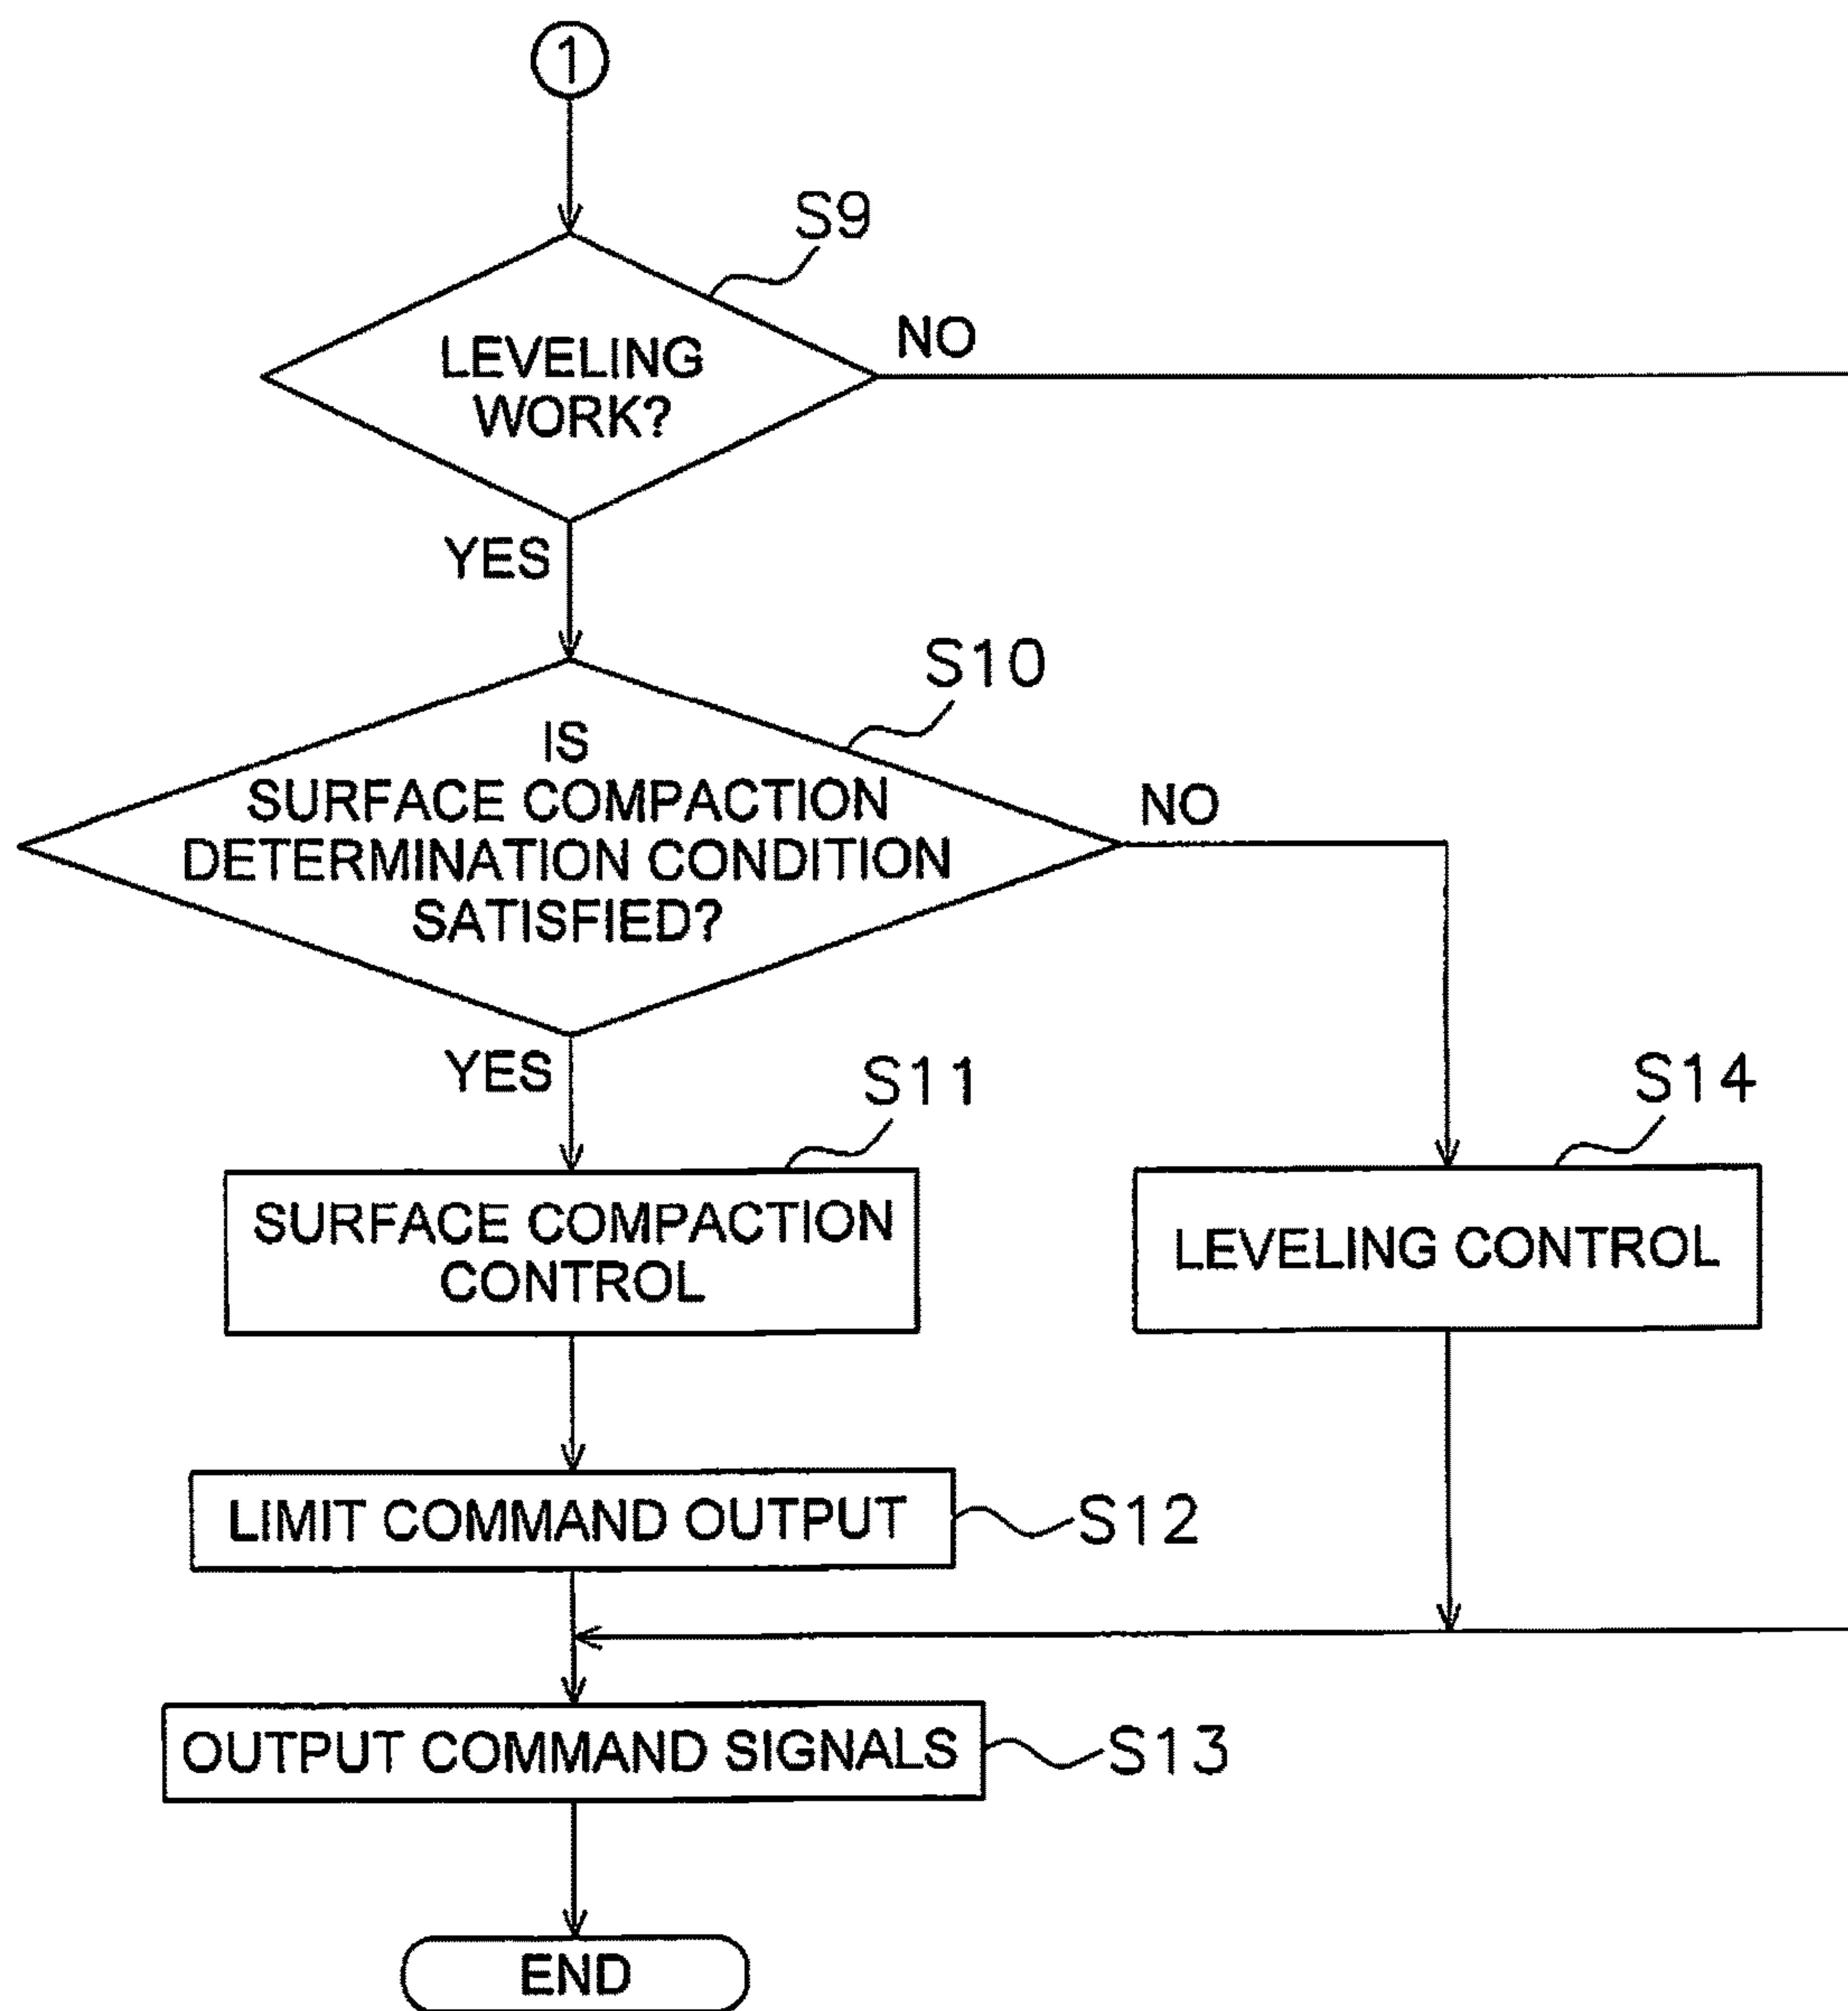 1
S9
LEVELING
WORK?
NO
YES
S10
IS
SURFACE COMPACTION
DETERMINATION CONDITION
SATISFIED?
NO
YES
S11
SURFACE COMPACTION
CONTROL
S14
LEVELING CONTROL
LIMIT COMMAND OUTPUT
S12
OUTPUT COMMAND SIGNALS
S13
END